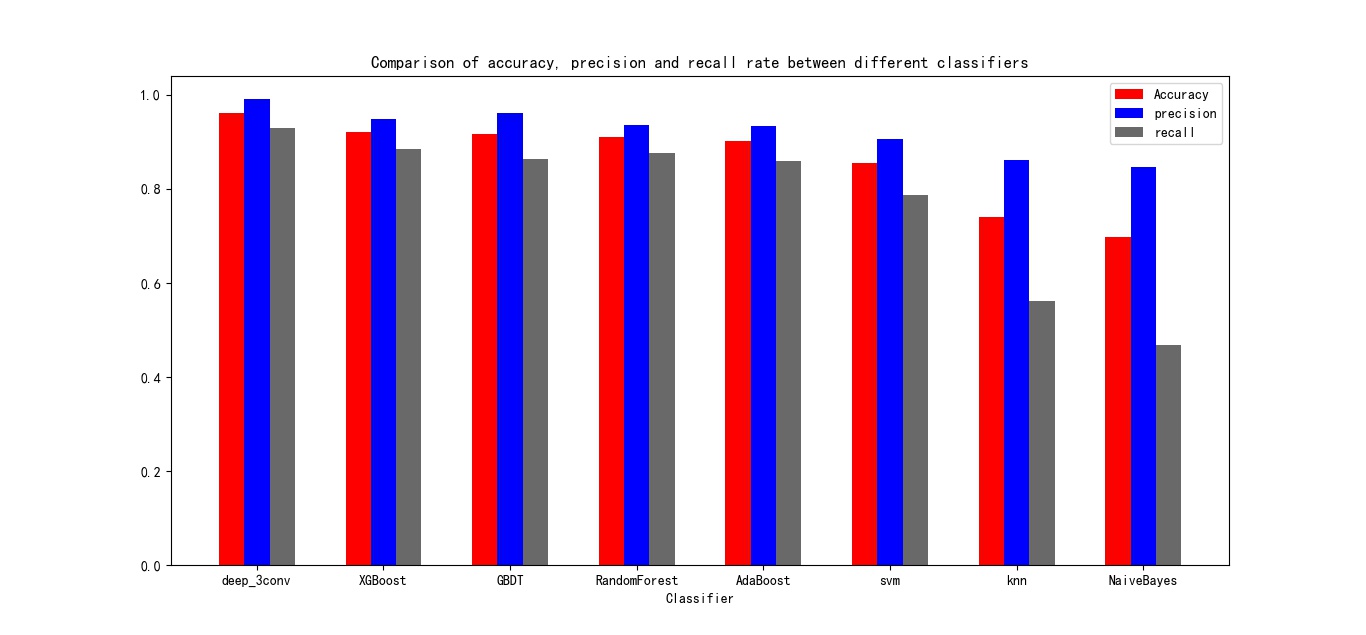 Comparison of accuracy, precision and recall rate between different classifiers
Accuracy
precision
recall
1.0
0.8
0.6
0.4
0.2
0.0
deep_3conv XGBoost GBDT RandomForest AdaBoost svm knn NaiveBayes
Classifier